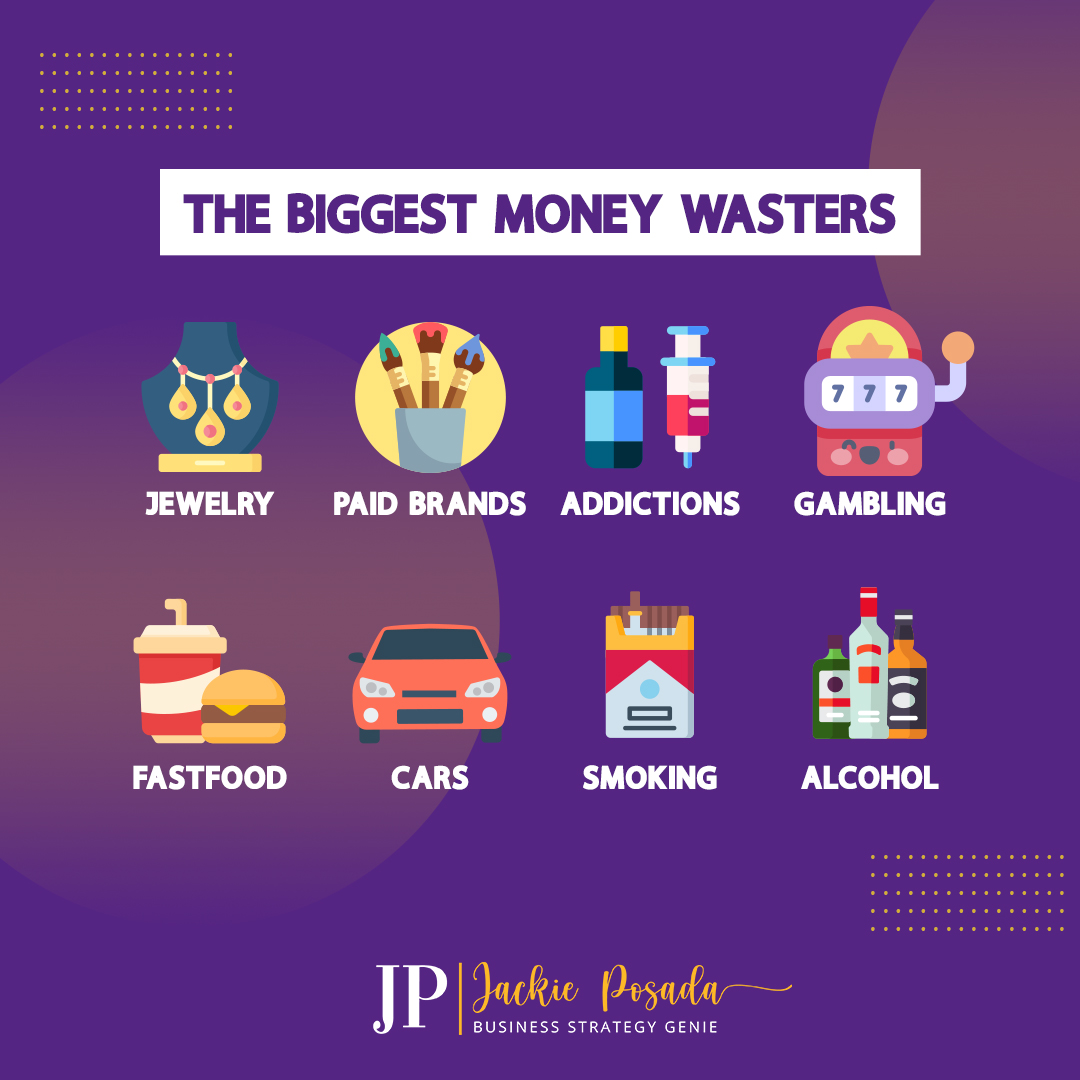 THE BIGGEST MONEY WASTERS
JEWELRY
PAID BRANDS
ADDICTIONS
777
GAMBLING
FASTFOOD
CARS
SMOKING
ALCOHOL
JP
Jackie Posada
BUSINESS STRATEGY GENIE